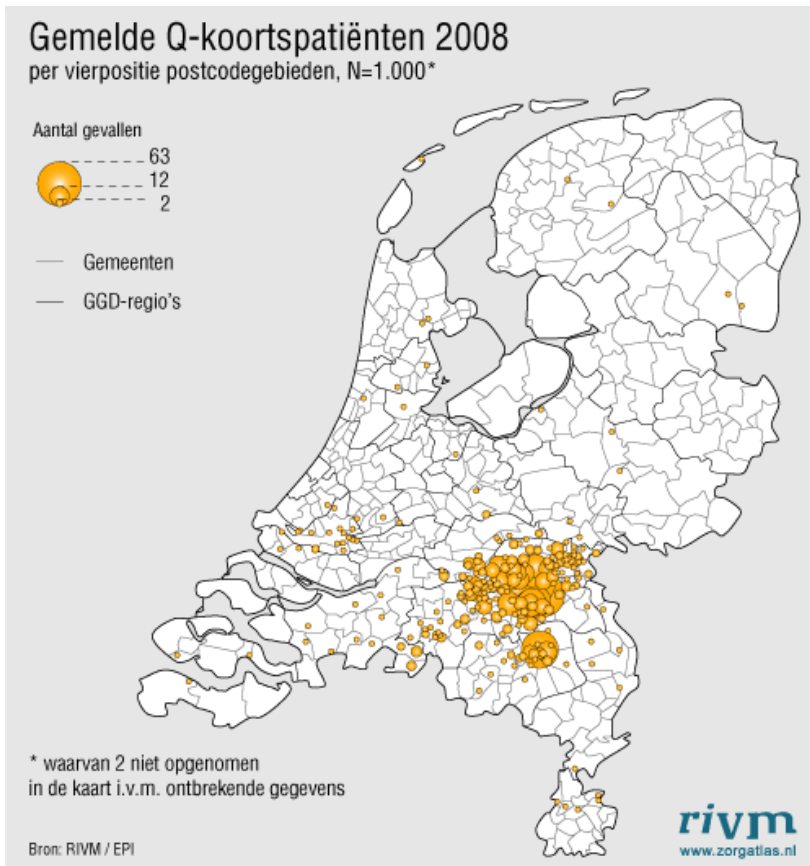 Gemelde Q-koortspatiënten 2008
per vierpositie postcodegebieden, N=1.000*
Aantal gevallen
63
12
2
Gemeenten
GGD-regio's
* waarvan 2 niet opgenomen
in de kaart i.v.m. ontbrekende gegevens
Bron: RIVM / EPI
rivm
www.zorgatlas.nl